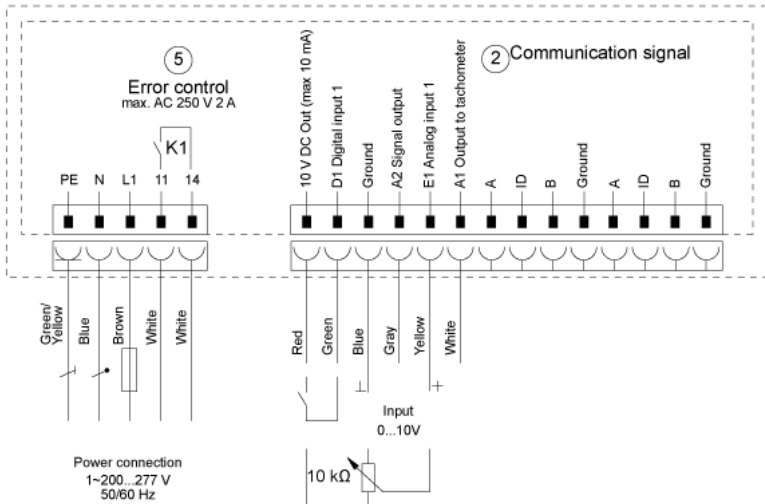 5
Error control
max. AC 250 V 2 A
K1
PE
N
L1
11
14
2 Communication signal
10 V DC Out (max 10 mA)
D1 Digital input 1
Ground
A2 Signal output
E1 Analog input 1
A1 Output to tachometer
A
ID
B
Ground
A
ID
B
Ground
Green/
Yellow
Blue
Brown
White
White
Red
Green
Blue
Gray
Yellow
White
⊥
+
Input
0...10V
10 kΩ
Power connection
1~200...277 V
50/60 Hz